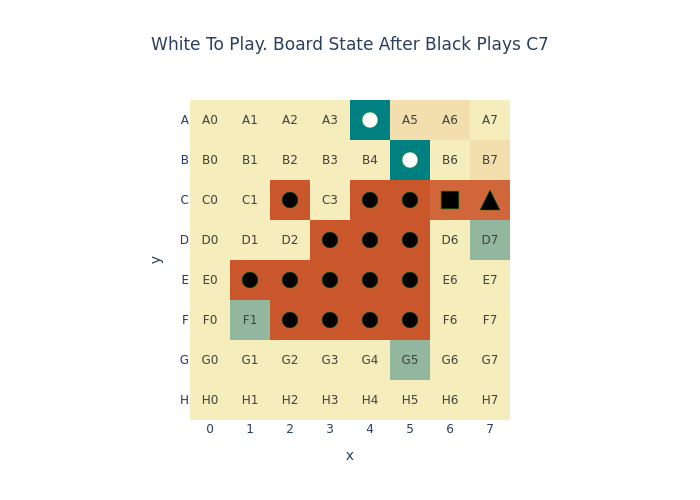 White To Play. Board State After Black Plays C7
A A0 A1 A2 A3 A5 A6 A7
B B0 B1 B2 B3 B4 B6 B7
C C0 C1 C3
D D0 D1 D2 D6 D7
E E0 E6 E7
F F0 F1 F6 F7
G G0 G1 G2 G3 G4 G5 G6 G7
H H0 H1 H2 H3 H4 H5 H6 H7
0 1 2 3 4 5 6 7
x
y